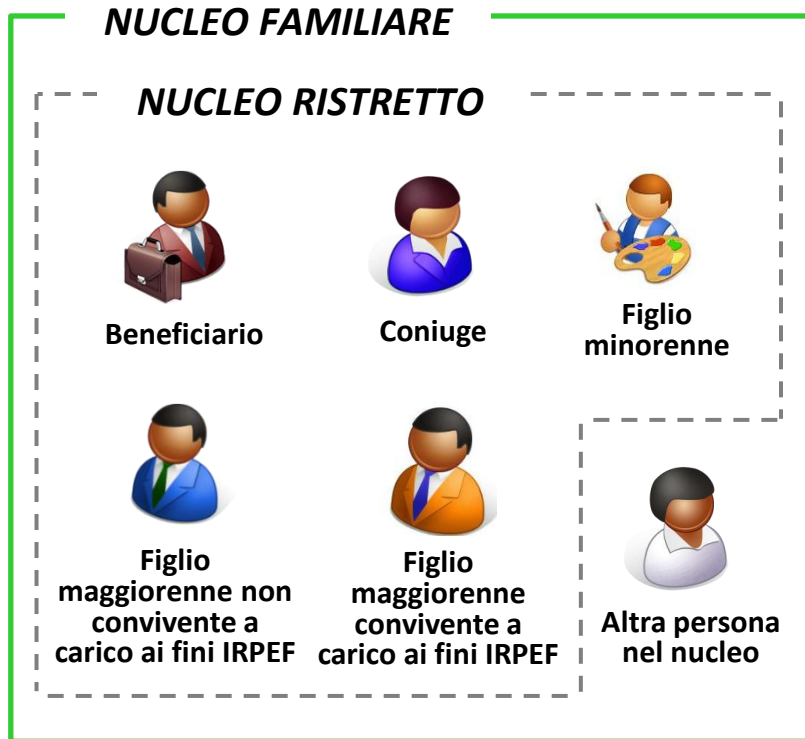 NUCLEO FAMILIARE
NUCLEO RISTRETTO
Beneficiario
Coniuge
Figlio
minorenne
Figlio
maggiorenne non
convivente a
carico ai fini IRPEF
Figlio
maggiorenne
convivente a
carico ai fini IRPEF
Altra persona
nel nucleo